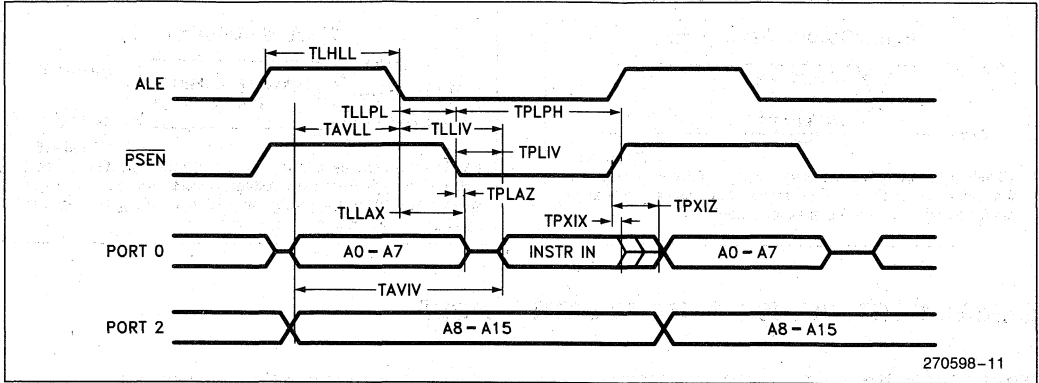 TLHLL
ALE
TLLPL TPLPH
TAVLL TLLIV
PSEN TPLIV
TPLAZ
TLLAX TPXIX TPXIZ
PORT 0 A0-A7 INSTR IN A0-A7
TAVIV
PORT 2 A8-A15 A8-A15
270598-11